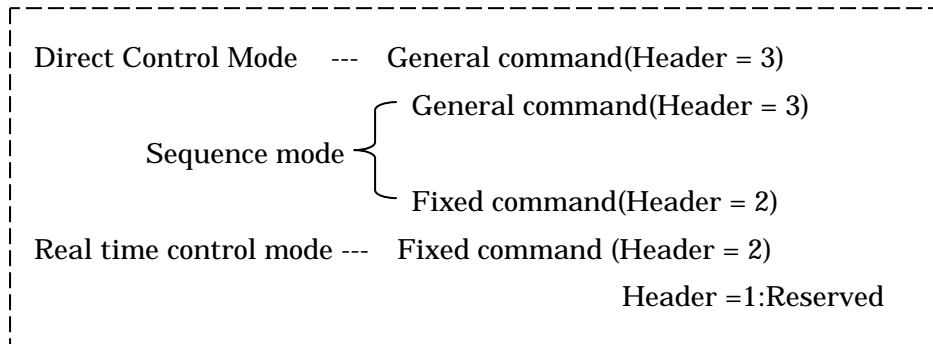 Direct Control Mode --- General command(Header = 3)
General command(Header = 3)
Sequence mode
Fixed command(Header = 2)
Real time control mode --- Fixed command (Header = 2)
Header =1:Reserved